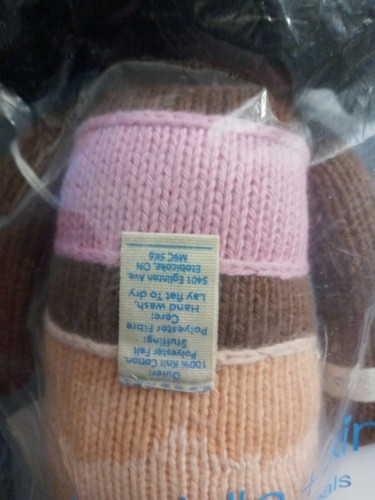 Outer:
100% Knit Cotton.
Polyester Felt
Stuffing:
Polyester Fibre
Care:
Hand wash,
Lay flat To dry
5401 Eglinton Ave.
Etobicoke, ON
M9C 5K6
als